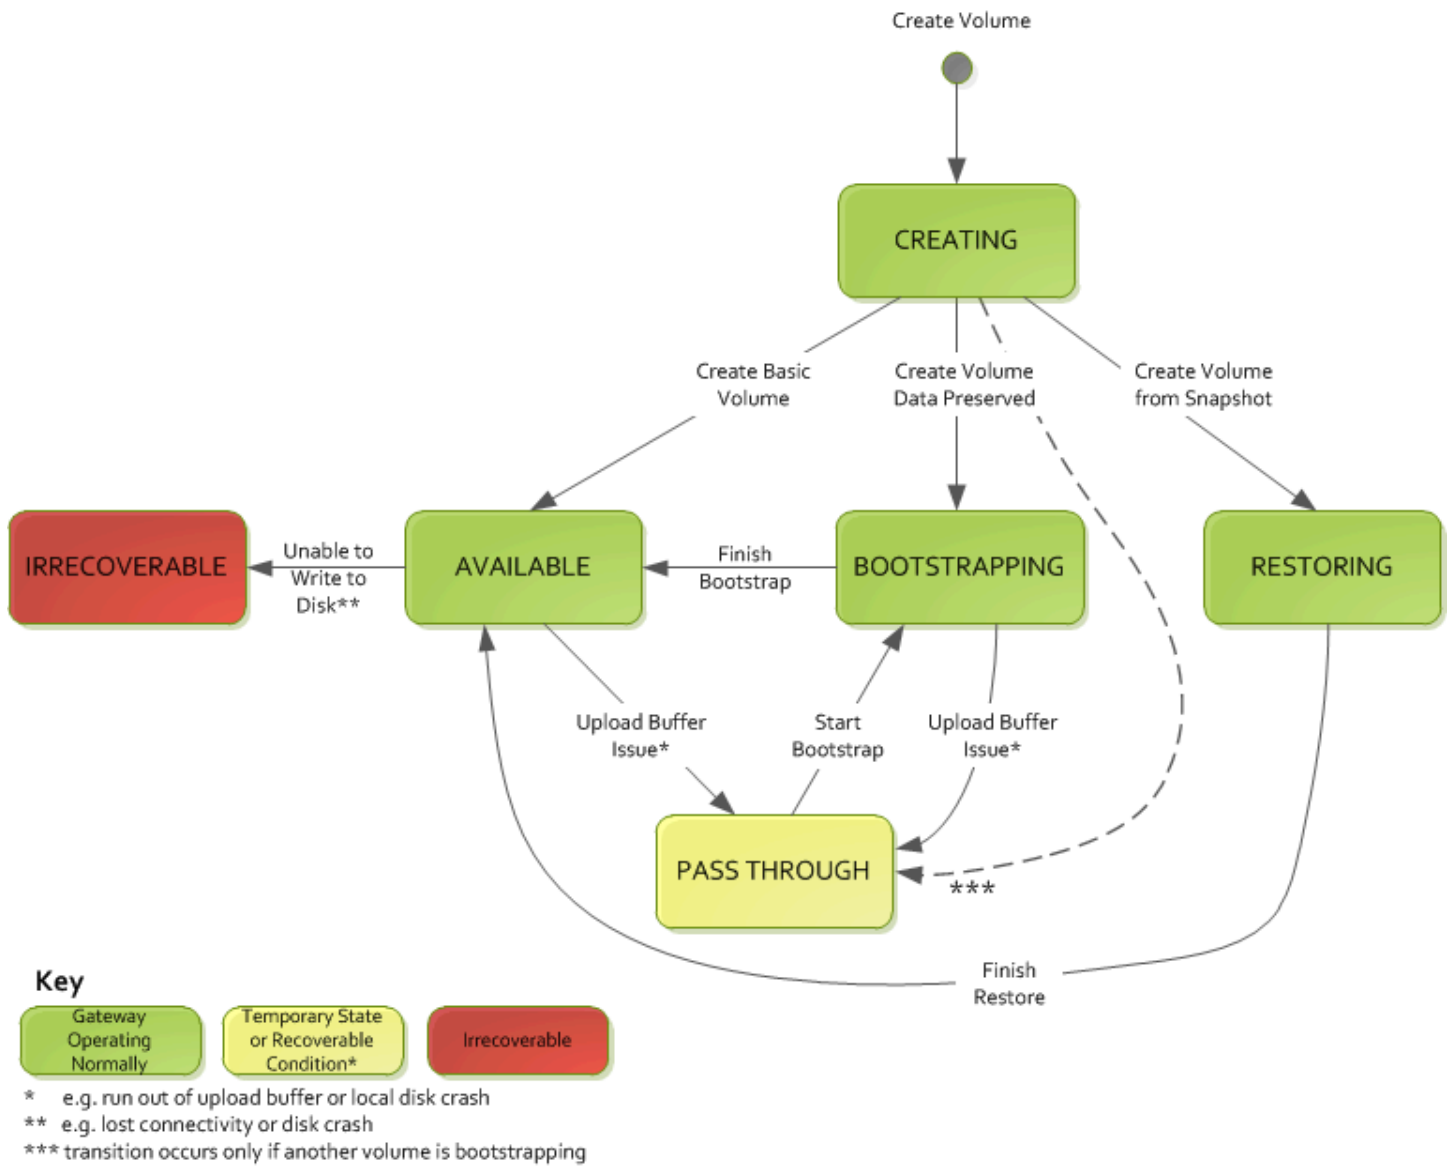 Create Volume
CREATING
Create Basic
Volume
Create Volume
Data Preserved
Create Volume
from Snapshot
IRRECOVERABLE
Unable to
Write to
Disk**
AVAILABLE
Finish
Bootstrap
BOOTSTRAPPING
RESTORING
Upload Buffer
Issue*
Start
Bootstrap
Upload Buffer
Issue*
PASS THROUGH
***
Finish
Restore
Key
Gateway
Operating
Normally
Temporary State
or Recoverable
Condition*
Irrecoverable
* e.g. run out of upload buffer or local disk crash
** e.g. lost connectivity or disk crash
*** transition occurs only if another volume is bootstrapping